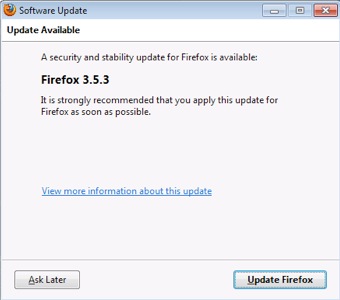 Software Update
Update Available
A security and stability update for Firefox is available:
Firefox 3.5.3
It is strongly recommended that you apply this update for
Firefox as soon as possible.
View more information about this update
Ask Later
Update Firefox